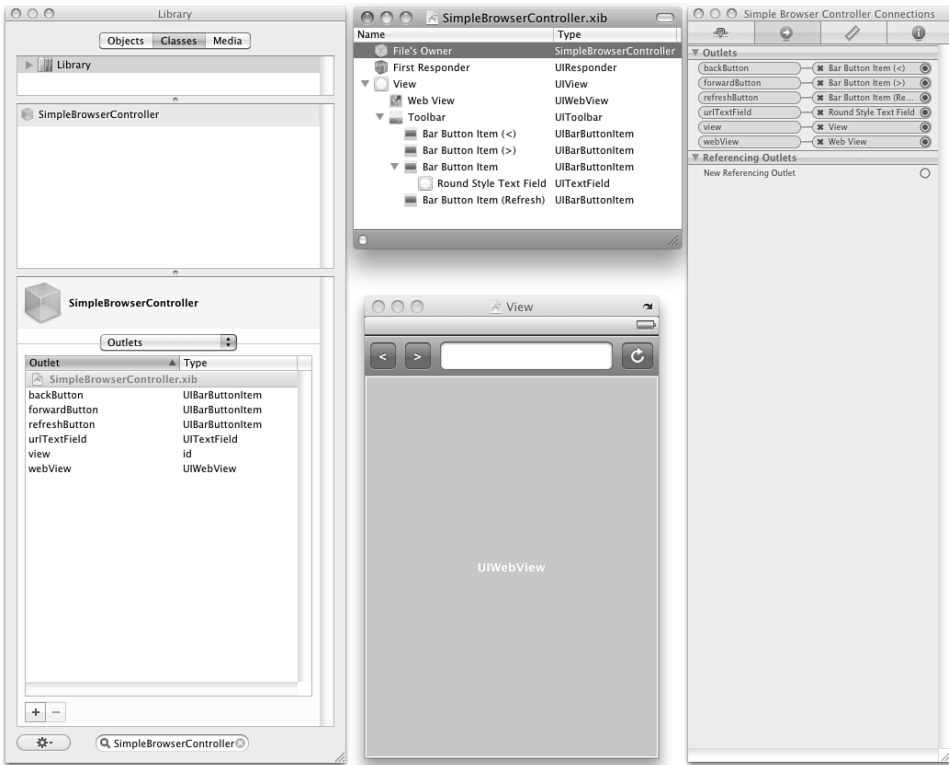 Library
Objects Classes Media
Library
SimpleBrowserController
SimpleBrowserController
Outlets
Outlet Type
SimpleBrowserController.xib
backButton UIBarButtonItem
forwardButton UIBarButtonItem
refreshButton UIBarButtonItem
urlTextField UITextField
view id
webView UIWebView
+ −
SimpleBrowserController
SimpleBrowserController.xib
Name Type
File's Owner SimpleBrowserController
First Responder UIResponder
View UIView
Web View UIWebView
Toolbar UIToolbar
Bar Button Item (<) UIBarButtonItem
Bar Button Item (>) UIBarButtonItem
Bar Button Item UIBarButtonItem
Round Style Text Field UITextField
Bar Button Item (Refresh) UIBarButtonItem
View
< >
UIWebView
Simple Browser Controller Connections
Outlets
backButton Bar Button Item (<)
forwardButton Bar Button Item (>)
refreshButton Bar Button Item (Re...
urlTextField Round Style Text Field
view View
webView Web View
Referencing Outlets
New Referencing Outlet